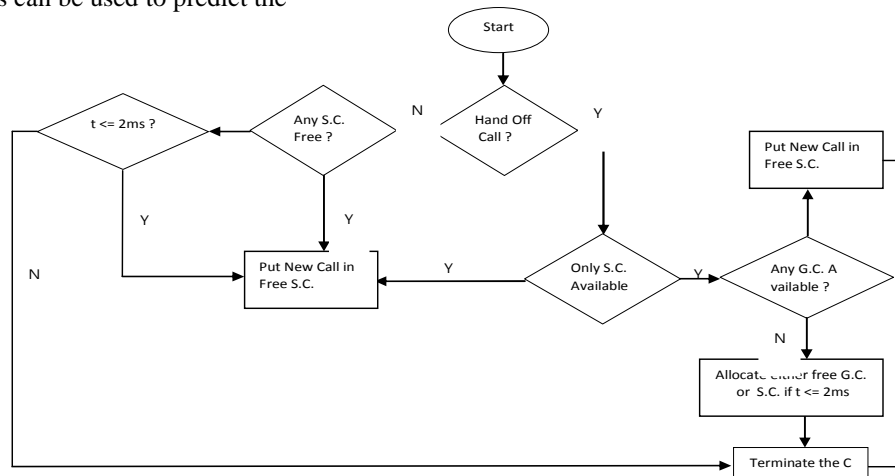 s can be used to predict the
Start
t <= 2ms ?
Any S.C.
Free ?
N
Hand Off
Call ?
Y
Put New Call in
Free S.C.
Y
Y
N
Put New Call in
Free S.C.
Y
Only S.C.
Available
Y
Any G.C. A
vailable ?
N
Allocate either free G.C.
or S.C. if t <= 2ms
Terminate the C